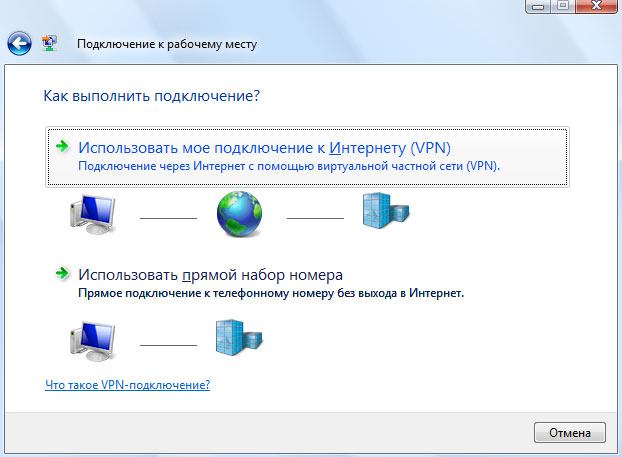 Подключение к рабочему месту
Как выполнить подключение?
Использовать мое подключение к Интернету (VPN)
Подключение через Интернет с помощью виртуальной частной сети (VPN).
Использовать прямой набор номера
Прямое подключение к телефонному номеру без выхода в Интернет.
Что такое VPN-подключение?
Отмена